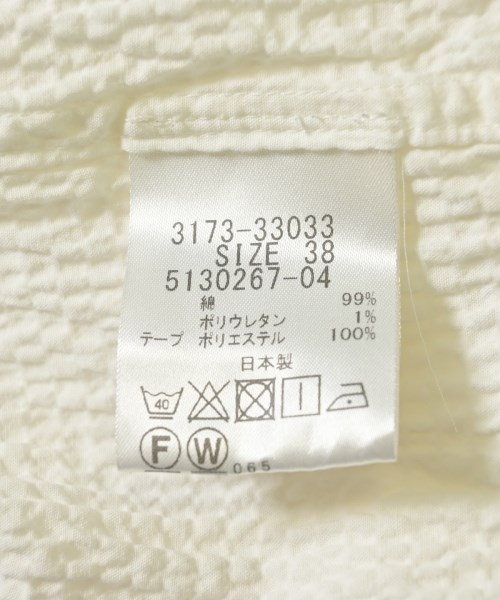 3173-33033
SIZE 38
5130267-04
綿 99%
ポリウレタン 1%
テープ ポリエステル 100%
日本製
40
F W 065